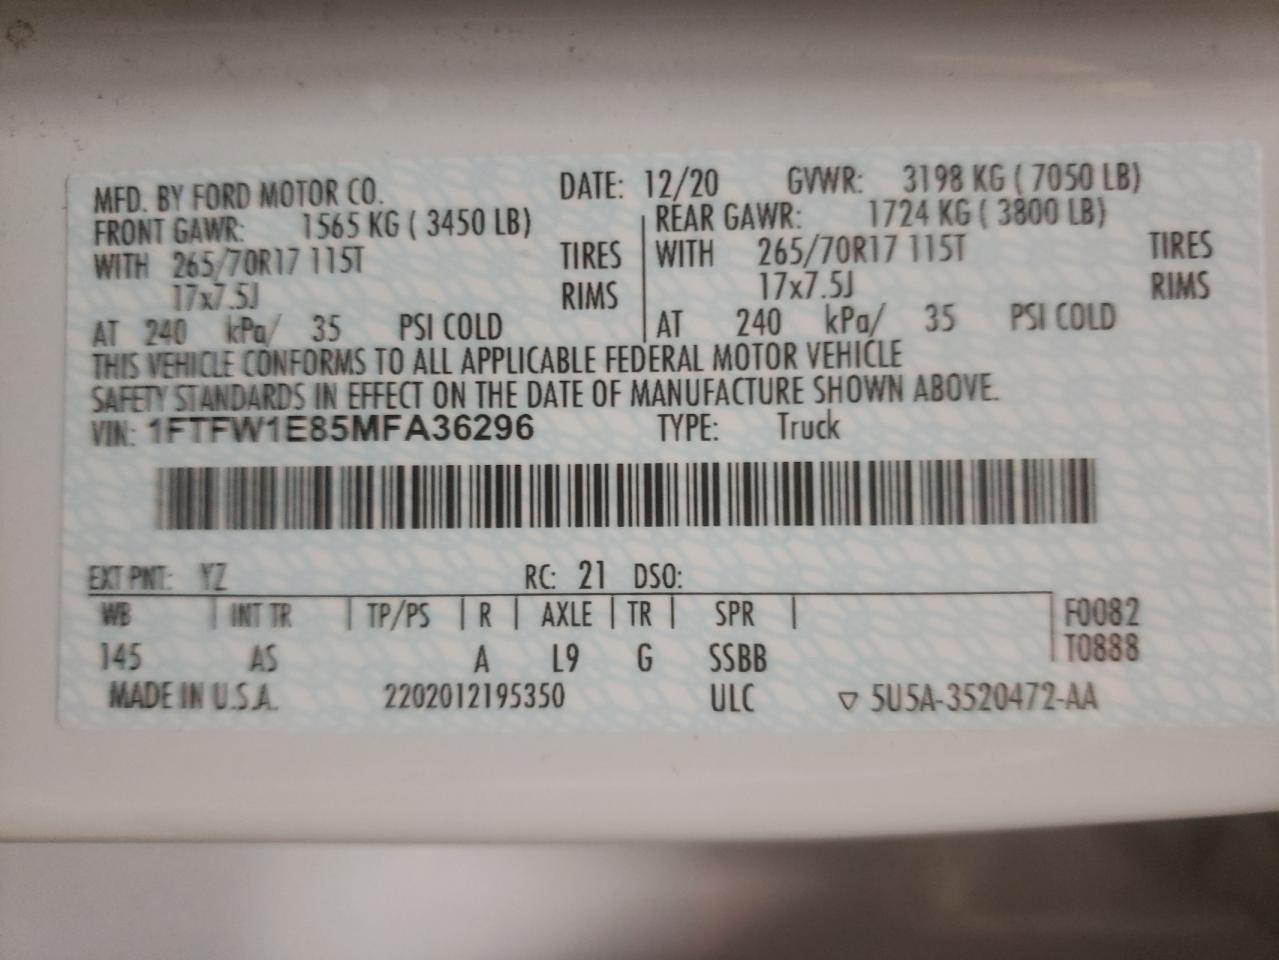 MFD. BY FORD MOTOR CO. DATE: 12/20 GVWR: 3198 KG ( 7050 LB)
FRONT GAWR: 1565 KG ( 3450 LB) REAR GAWR: 1724 KG ( 3800 LB)
WITH 265/70R17 115T TIRES WITH 265/70R17 115T TIRES
17x7.5J RIMS 17x7.5J RIMS
AT 240 kPa/ 35 PSI COLD AT 240 kPa/ 35 PSI COLD
THIS VEHICLE CONFORMS TO ALL APPLICABLE FEDERAL MOTOR VEHICLE
SAFETY STANDARDS IN EFFECT ON THE DATE OF MANUFACTURE SHOWN ABOVE.
VIN: 1FTFW1E85MFA36296 TYPE: Truck
EXT PNT: YZ RC: 21 DSO:
WB | INT TR | TP/PS | R | AXLE | TR | SPR | F0082
145 AS A L9 G SSBB T0888
MADE IN U.S.A. 2202012195350 ULC ▽ 5U5A-3520472-AA